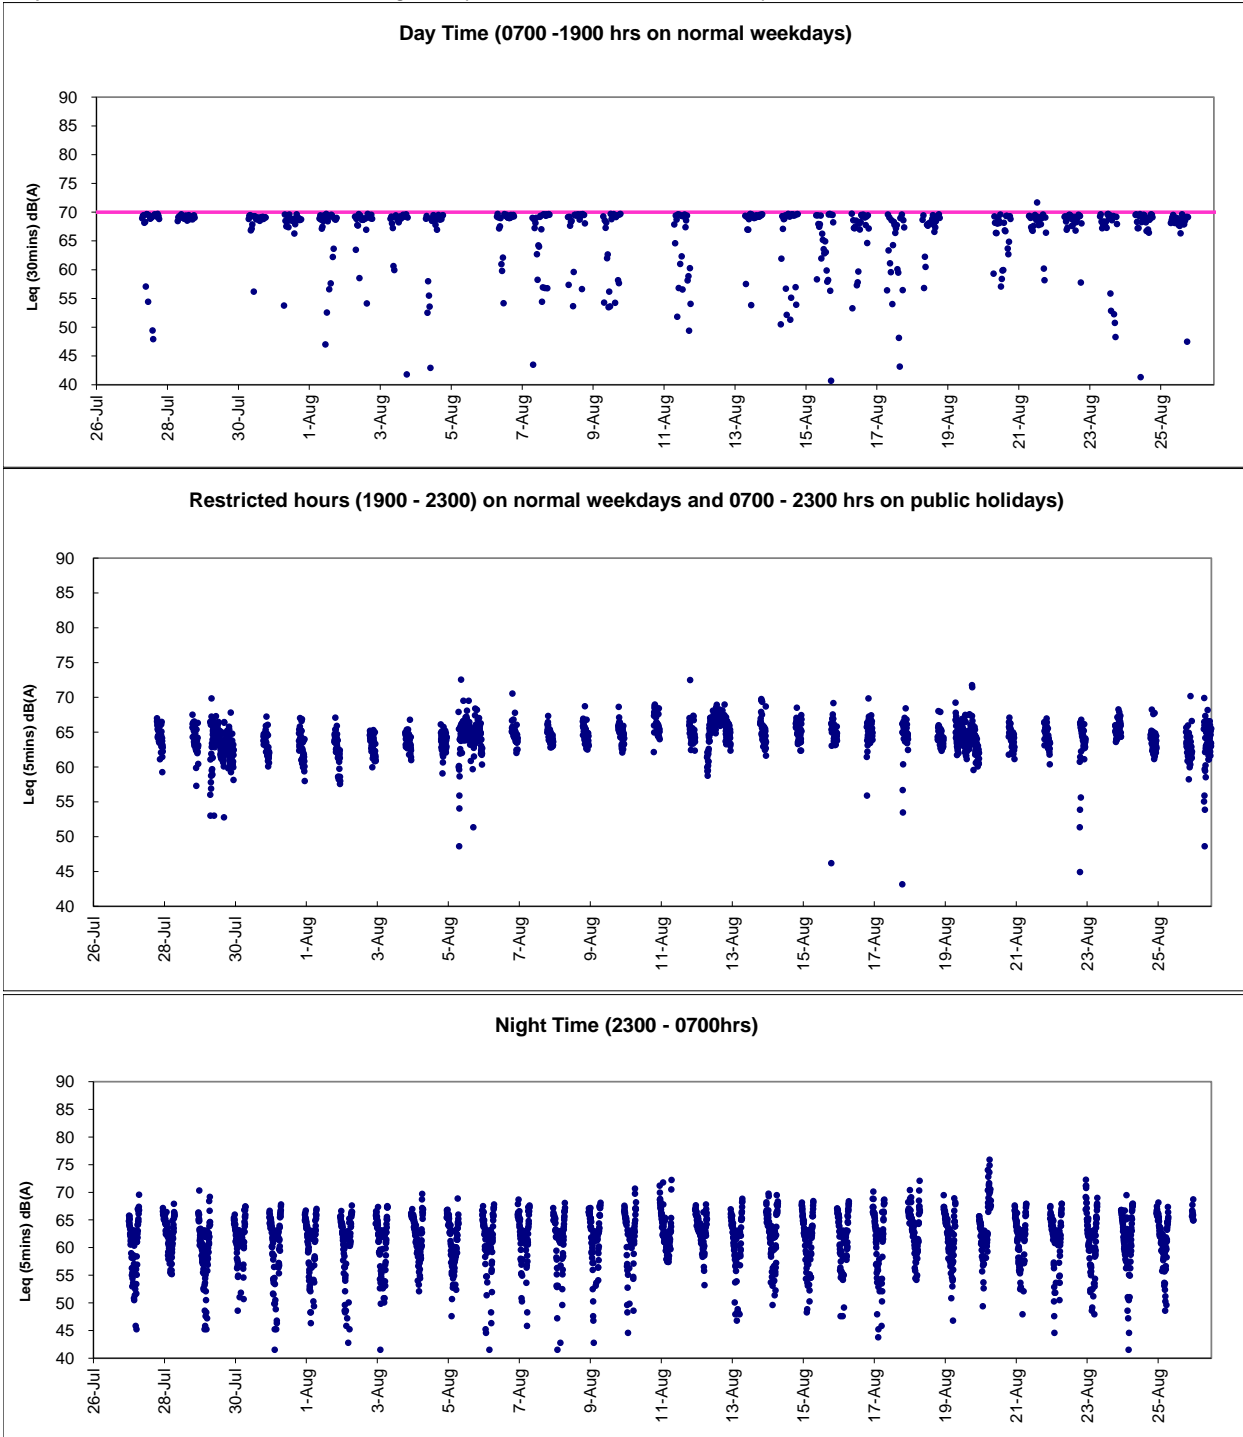 Day Time (0700 -1900 hrs on normal weekdays)
90
85
80
75
70
65
60
55
50
45
40
Leq (30mins) dB(A)
26-Jul
28-Jul
30-Jul
1-Aug
3-Aug
5-Aug
7-Aug
9-Aug
11-Aug
13-Aug
15-Aug
17-Aug
19-Aug
21-Aug
23-Aug
25-Aug
Restricted hours (1900 - 2300) on normal weekdays and 0700 - 2300 hrs on public holidays)
90
85
80
75
70
65
60
55
50
45
40
Leq (5mins) dB(A)
26-Jul
28-Jul
30-Jul
1-Aug
3-Aug
5-Aug
7-Aug
9-Aug
11-Aug
13-Aug
15-Aug
17-Aug
19-Aug
21-Aug
23-Aug
25-Aug
Night Time (2300 - 0700hrs)
90
85
80
75
70
65
60
55
50
45
40
Leq (5mins) dB(A)
26-Jul
28-Jul
30-Jul
1-Aug
3-Aug
5-Aug
7-Aug
9-Aug
11-Aug
13-Aug
15-Aug
17-Aug
19-Aug
21-Aug
23-Aug
25-Aug